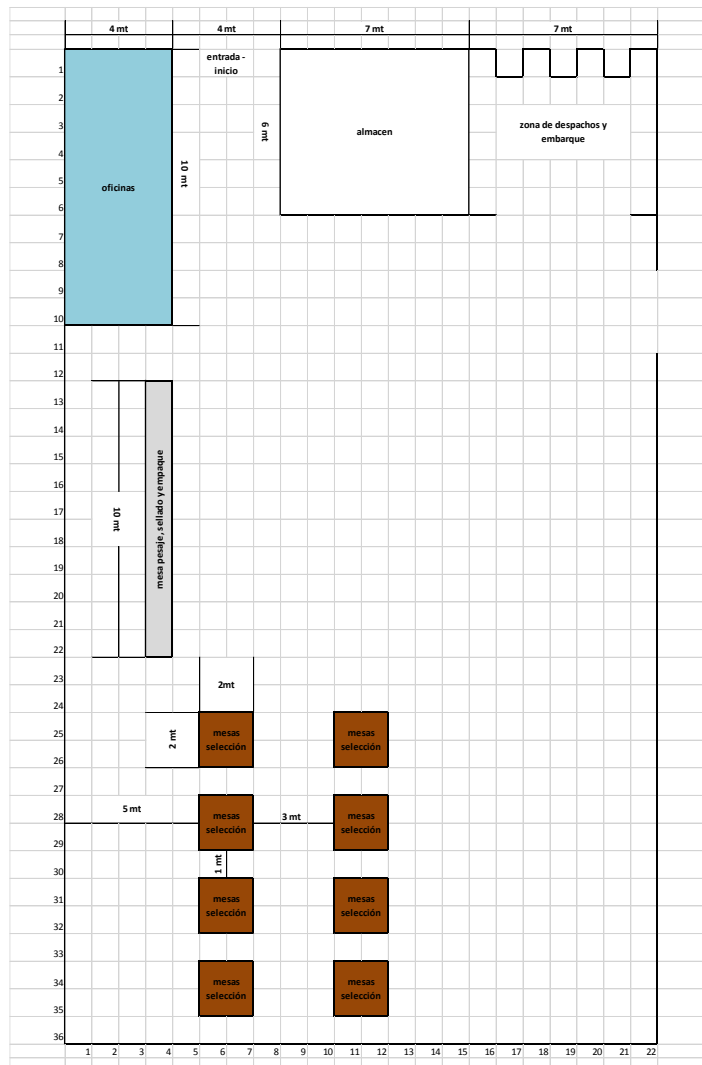 4 mt
4 mt
7 mt
7 mt
entrada -
inicio
1
2
3
4
5
6
7
8
9
10
11
12
13
14
15
16
17
18
19
20
21
22
23
24
25
26
27
28
29
30
31
32
33
34
35
36
oficinas
10 mt
6 mt
almacen
zona de despachos y
embarque
10 mt
mesa pesaje, sellado y empaque
2mt
2 mt
mesas
selección
mesas
selección
5 mt
mesas
selección
3 mt
mesas
selección
1 mt
mesas
selección
mesas
selección
mesas
selección
mesas
selección
1 2 3 4 5 6 7 8 9 10 11 12 13 14 15 16 17 18 19 20 21 22